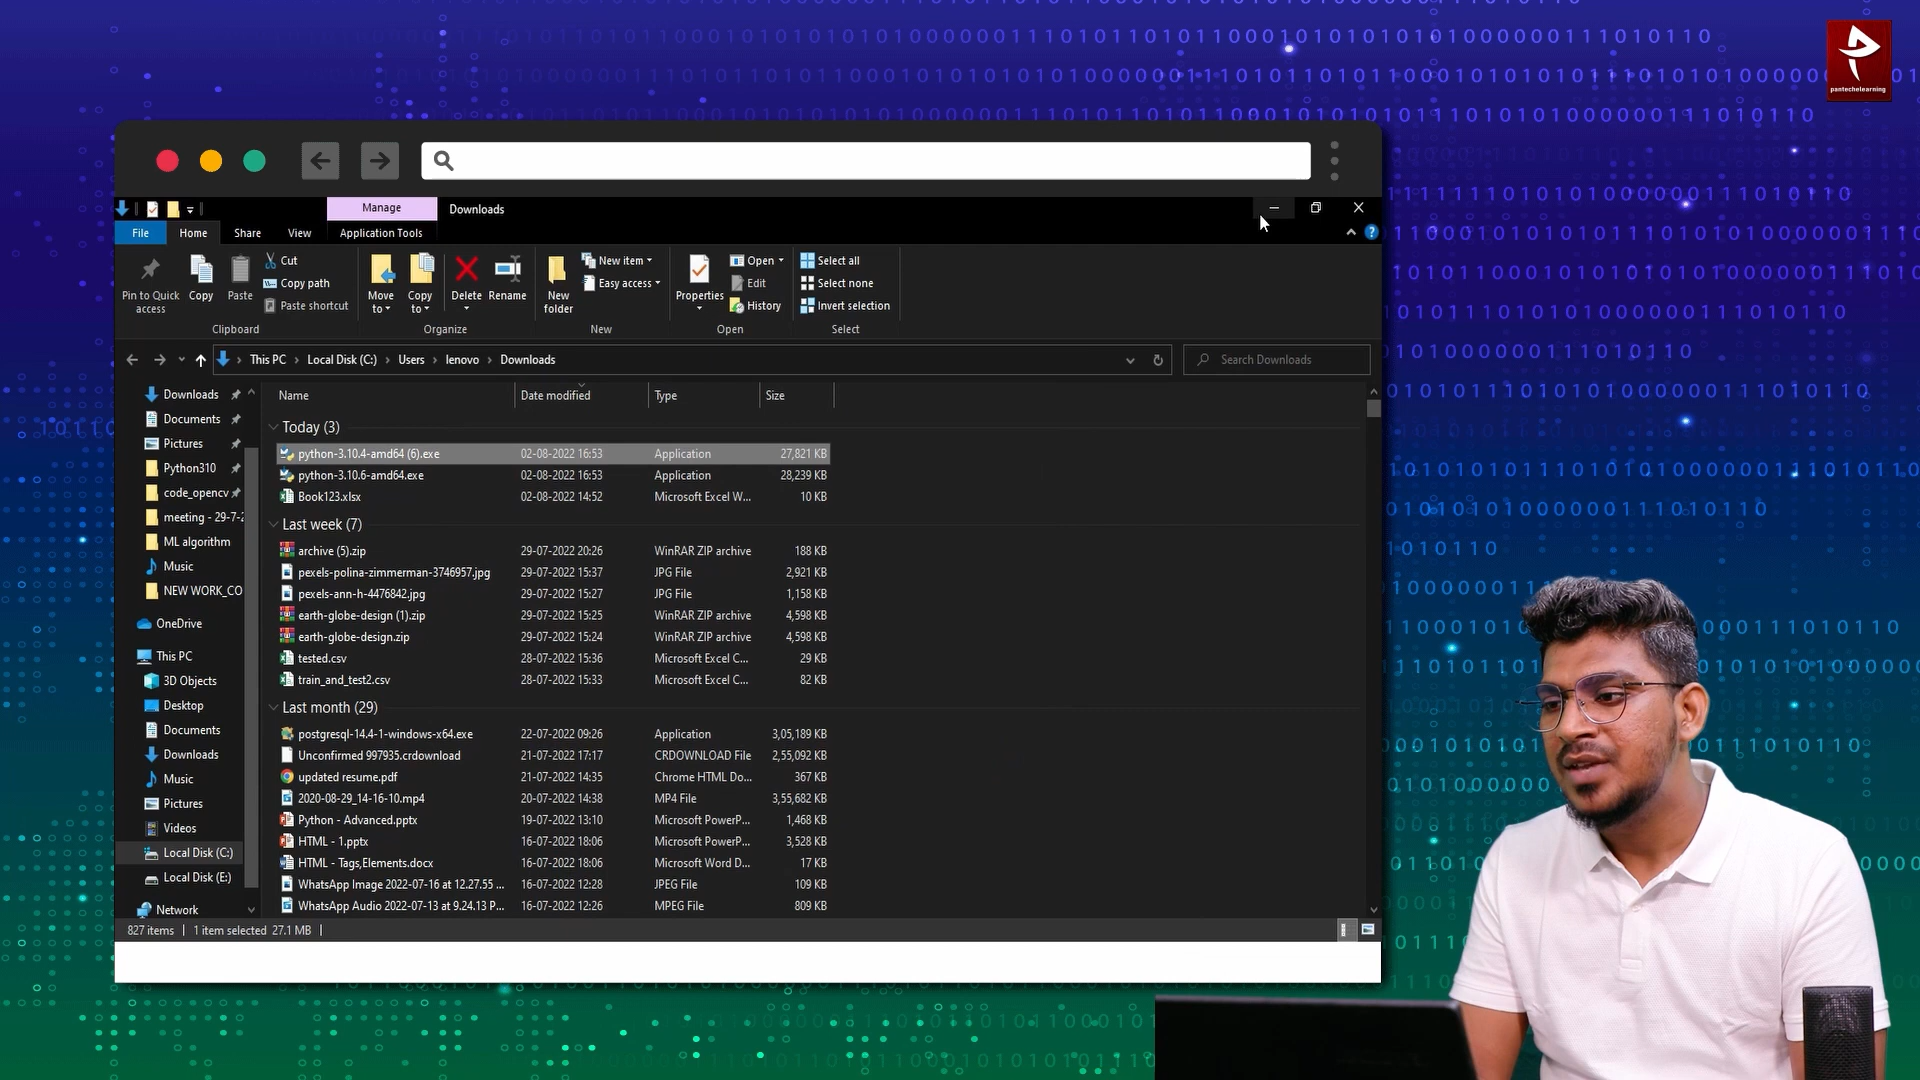 pantechelearning
Manage
Downloads
File
Home
Share
View
Application Tools
Pin to Quick access
Copy
Paste
Cut
Copy path
Paste shortcut
Clipboard
Move to
Copy to
Delete
Rename
Organize
New folder
New item
Easy access
New
Properties
Open
Edit
History
Open
Select all
Select none
Invert selection
Select
This PC > Local Disk (C:) > Users > lenovo > Downloads
Search Downloads
Downloads
Documents
Pictures
Python310
code_opencv
meeting - 29-7-2
ML algorithm
Music
NEW WORK_CO
OneDrive
This PC
3D Objects
Desktop
Documents
Downloads
Music
Pictures
Videos
Local Disk (C:)
Local Disk (E:)
Network
Name Date modified Type Size
Today (3)
python-3.10.4-amd64 (6).exe 02-08-2022 16:53 Application 27,821 KB
python-3.10.6-amd64.exe 02-08-2022 16:53 Application 28,239 KB
Book123.xlsx 02-08-2022 14:52 Microsoft Excel W... 10 KB
Last week (7)
archive (5).zip 29-07-2022 20:26 WinRAR ZIP archive 188 KB
pexels-polina-zimmerman-3746957.jpg 29-07-2022 15:37 JPG File 2,921 KB
pexels-ann-h-4476842.jpg 29-07-2022 15:27 JPG File 1,158 KB
earth-globe-design (1).zip 29-07-2022 15:25 WinRAR ZIP archive 4,598 KB
earth-globe-design.zip 29-07-2022 15:24 WinRAR ZIP archive 4,598 KB
tested.csv 28-07-2022 15:36 Microsoft Excel C... 29 KB
train_and_test2.csv 28-07-2022 15:33 Microsoft Excel C... 82 KB
Last month (29)
postgresql-14.4-1-windows-x64.exe 22-07-2022 09:26 Application 3,05,189 KB
Unconfirmed 997935.crdownload 21-07-2022 17:17 CRDOWNLOAD File 2,55,092 KB
updated resume.pdf 21-07-2022 14:35 Chrome HTML Do... 367 KB
2020-08-29_14-16-10.mp4 20-07-2022 14:38 MP4 File 3,55,682 KB
Python - Advanced.pptx 19-07-2022 13:10 Microsoft PowerP... 1,468 KB
HTML - 1.pptx 16-07-2022 18:06 Microsoft PowerP... 3,528 KB
HTML - Tags,Elements.docx 16-07-2022 18:06 Microsoft Word D... 17 KB
WhatsApp Image 2022-07-16 at 12.27.55 ... 16-07-2022 12:28 JPEG File 109 KB
WhatsApp Audio 2022-07-13 at 9.24.13 P... 16-07-2022 12:26 MPEG File 809 KB
827 items | 1 item selected 27.1 MB |